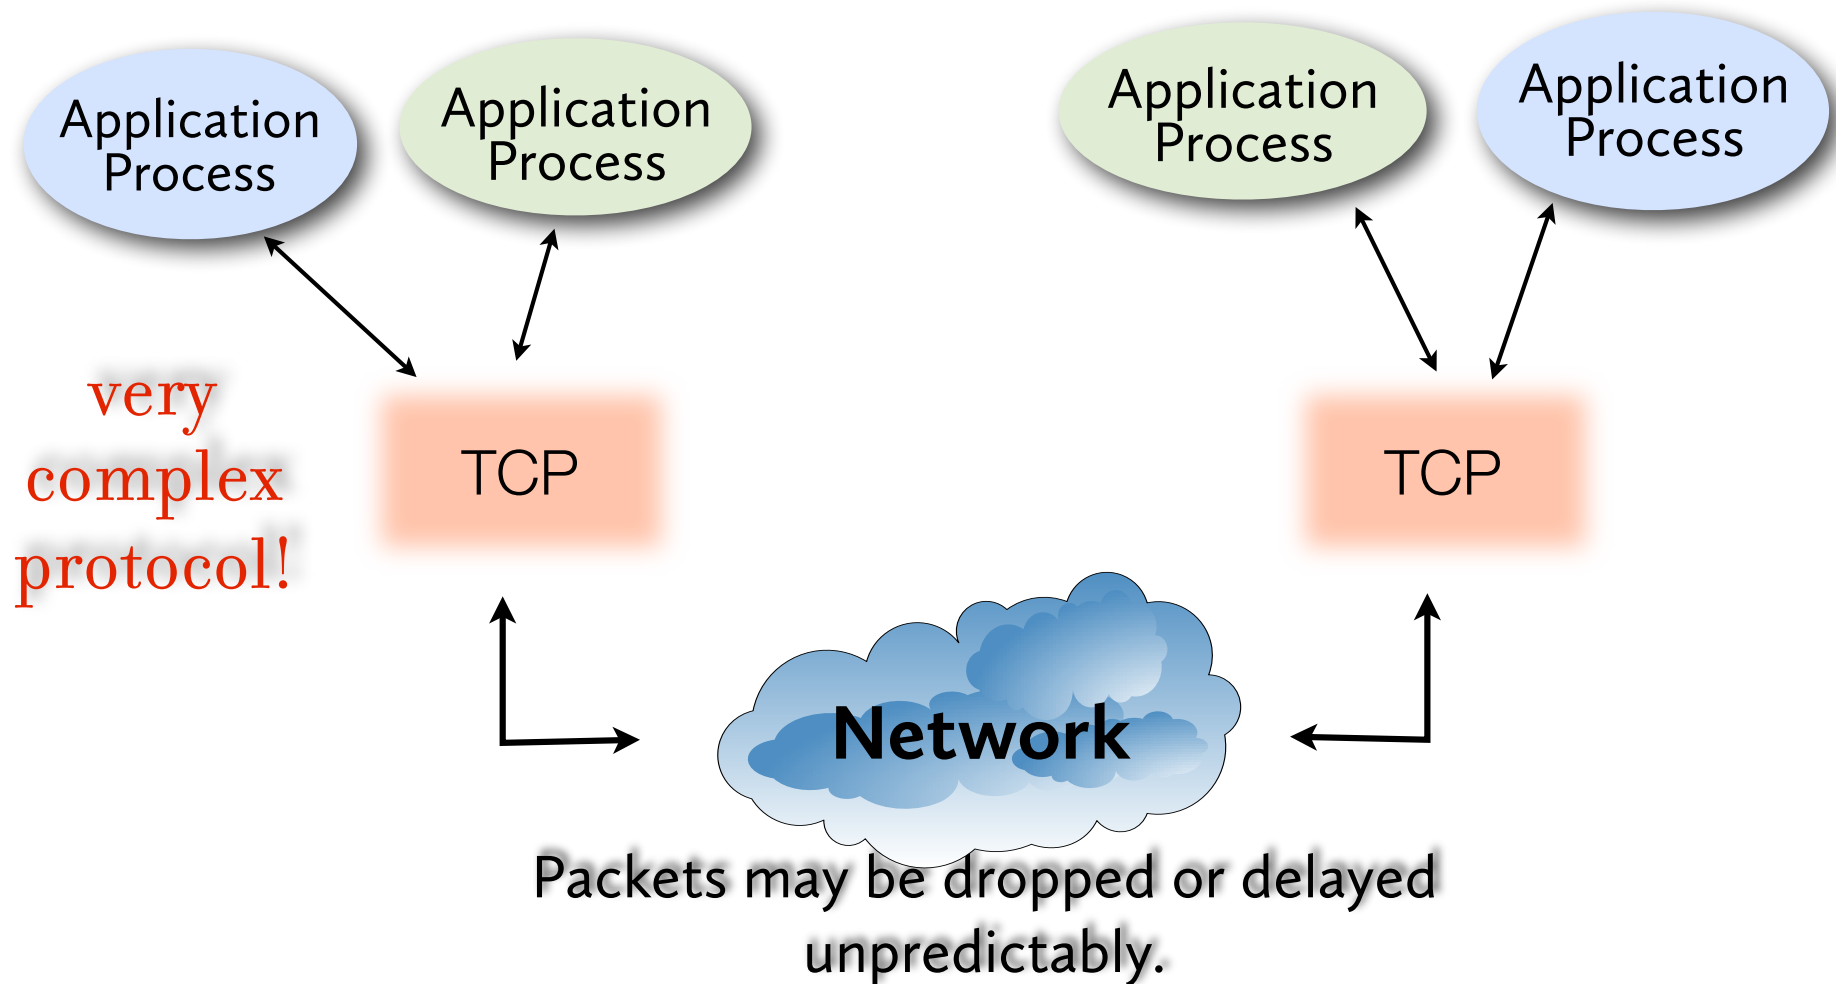 Application
Process
Application
Process
Application
Process
Application
Process
very
complex
protocol!
TCP
TCP
Network
Packets may be dropped or delayed
unpredictably.